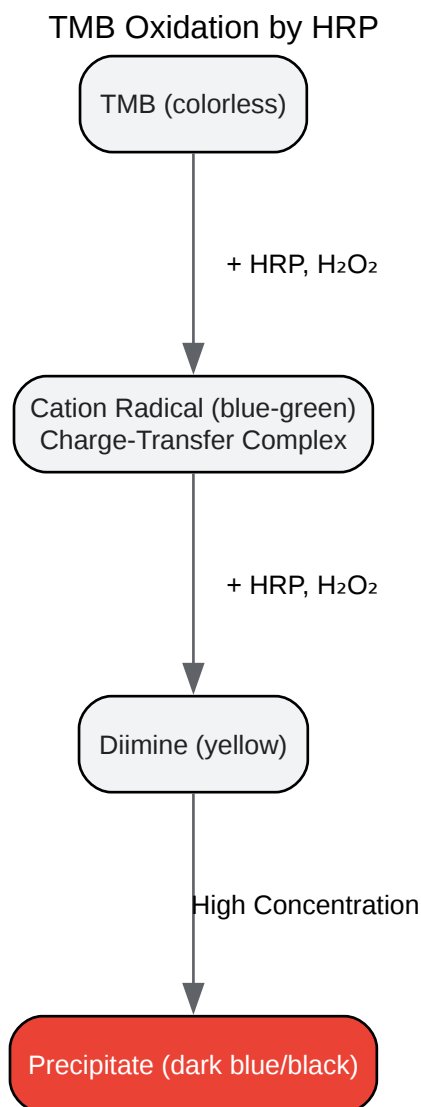 TMB Oxidation by HRP
TMB (colorless)
+ HRP, H₂O₂
Cation Radical (blue-green)
Charge-Transfer Complex
+ HRP, H₂O₂
Diimine (yellow)
High Concentration
Precipitate (dark blue/black)